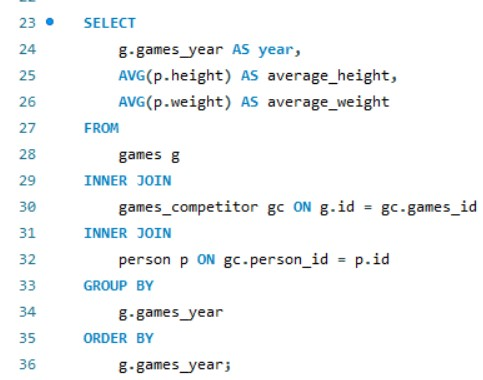 23 SELECT
24 g.games_year AS year,
25 AVG(p.height) AS average_height,
26 AVG(p.weight) AS average_weight
27 FROM
28 games g
29 INNER JOIN
30 games_competitor gc ON g.id = gc.games_id
31 INNER JOIN
32 person p ON gc.person_id = p.id
33 GROUP BY
34 g.games_year
35 ORDER BY
36 g.games_year;